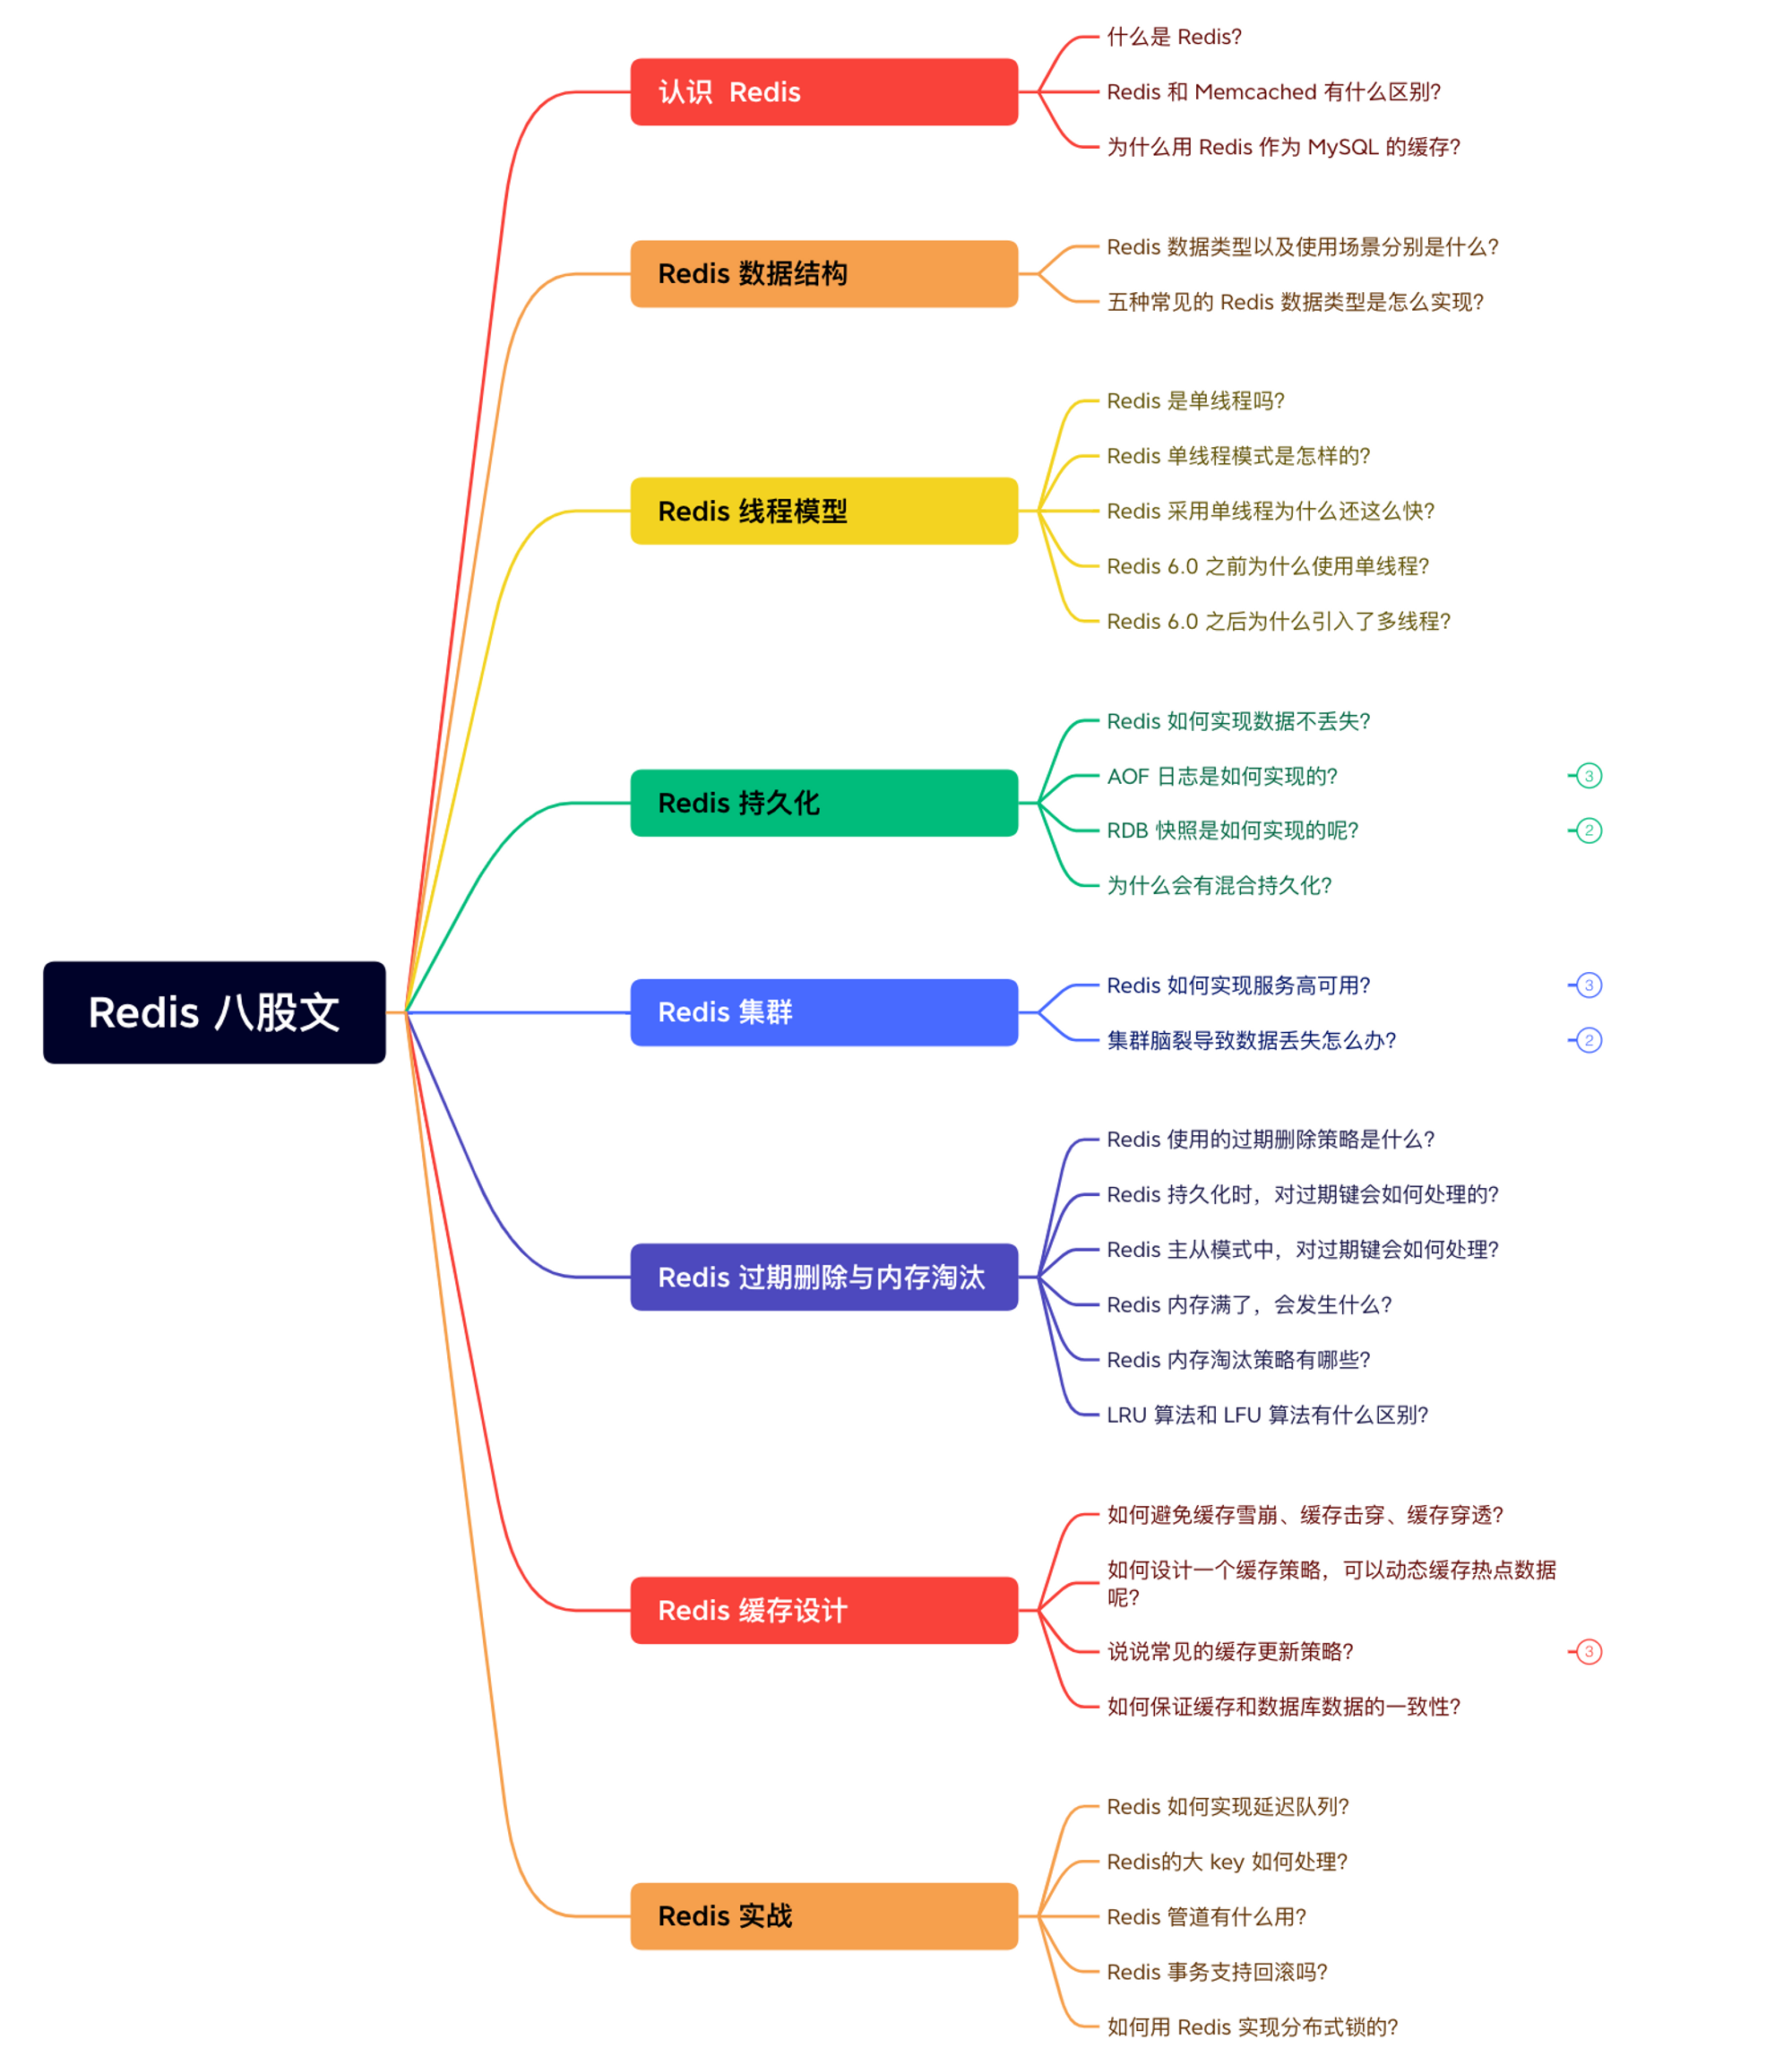 Redis 八股文
认识 Redis
什么是 Redis?
Redis 和 Memcached 有什么区别?
为什么用 Redis 作为 MySQL 的缓存?
Redis 数据结构
Redis 数据类型以及使用场景分别是什么?
五种常见的 Redis 数据类型是怎么实现?
Redis 线程模型
Redis 是单线程吗?
Redis 单线程模式是怎样的?
Redis 采用单线程为什么还这么快?
Redis 6.0 之前为什么使用单线程?
Redis 6.0 之后为什么引入了多线程?
Redis 持久化
Redis 如何实现数据不丢失?
AOF 日志是如何实现的? 3
RDB 快照是如何实现的呢? 2
为什么会有混合持久化?
Redis 集群
Redis 如何实现服务高可用? 3
集群脑裂导致数据丢失怎么办? 2
Redis 过期删除与内存淘汰
Redis 使用的过期删除策略是什么?
Redis 持久化时，对过期键会如何处理的?
Redis 主从模式中，对过期键会如何处理?
Redis 内存满了，会发生什么?
Redis 内存淘汰策略有哪些?
LRU 算法和 LFU 算法有什么区别?
Redis 缓存设计
如何避免缓存雪崩、缓存击穿、缓存穿透?
如何设计一个缓存策略，可以动态缓存热点数据
呢?
说说常见的缓存更新策略? 3
如何保证缓存和数据库数据的一致性?
Redis 实战
Redis 如何实现延迟队列?
Redis的大 key 如何处理?
Redis 管道有什么用?
Redis 事务支持回滚吗?
如何用 Redis 实现分布式锁的?